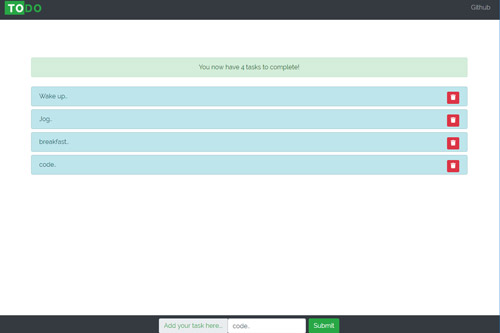 TODO
Github
You now have 4 tasks to complete!
Wake up..
Jog..
breakfast..
code..
Add your task here... code.. Submit